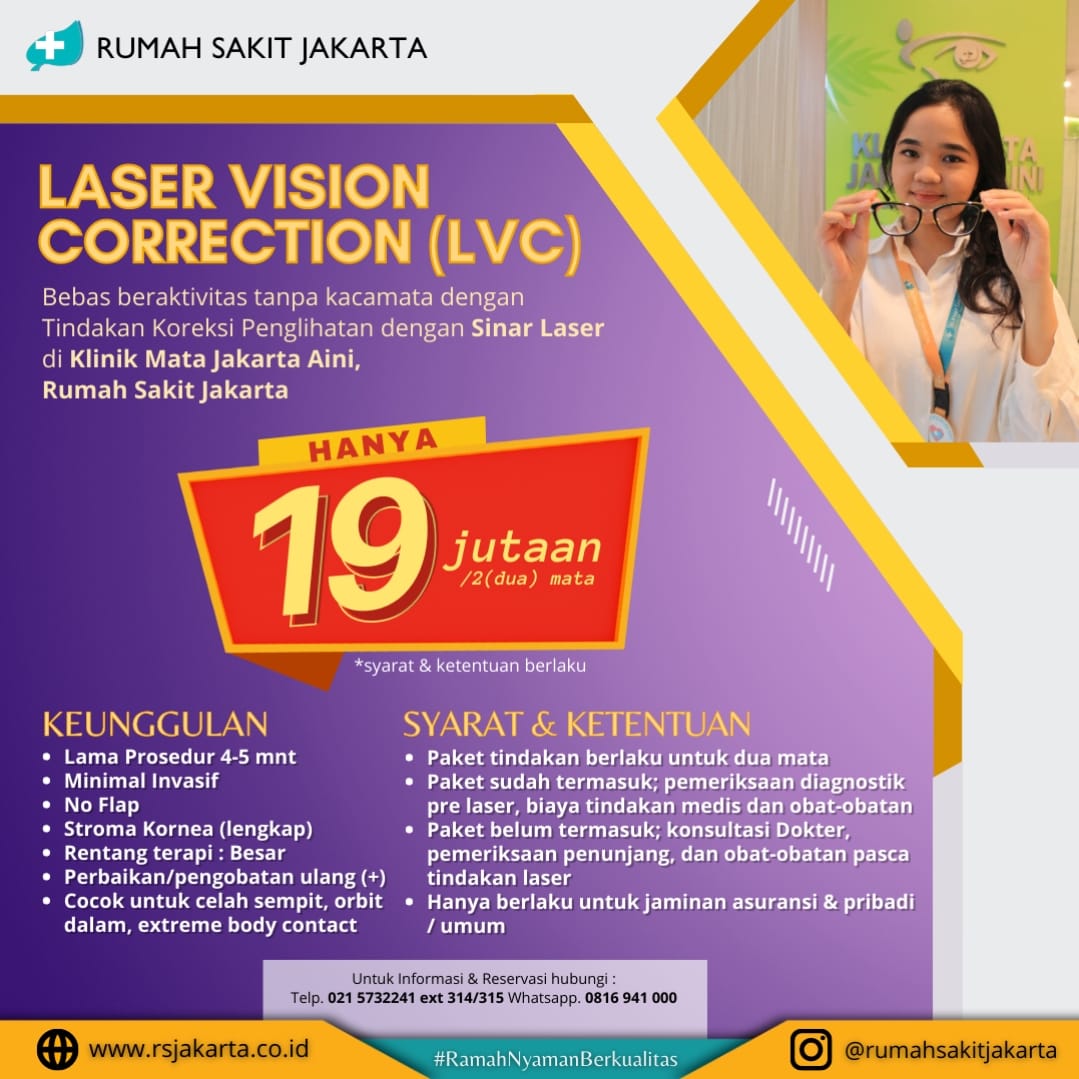 RUMAH SAKIT JAKARTA
LASER VISION
CORRECTION (LVC)
Bebas beraktivitas tanpa kacamata dengan
Tindakan Koreksi Penglihatan dengan Sinar Laser
di Klinik Mata Jakarta Aini,
Rumah Sakit Jakarta
HANYA
19 jutaan
/2(dua) mata
*syarat & ketentuan berlaku
KEUNGGULAN
• Lama Prosedur 4-5 mnt
• Minimal Invasif
• No Flap
• Stroma Kornea (lengkap)
• Rentang terapi : Besar
• Perbaikan/pengobatan ulang (+)
• Cocok untuk celah sempit, orbit
dalam, extreme body contact
SYARAT & KETENTUAN
• Paket tindakan berlaku untuk dua mata
• Paket sudah termasuk; pemeriksaan diagnostik
pre laser, biaya tindakan medis dan obat-obatan
• Paket belum termasuk; konsultasi Dokter,
pemeriksaan penunjang, dan obat-obatan pasca
tindakan laser
• Hanya berlaku untuk jaminan asuransi & pribadi
/ umum
Untuk Informasi & Reservasi hubungi :
Telp. 021 5732241 ext 314/315 Whatsapp. 0816 941 000
www.rsjakarta.co.id
#RamahNyamanBerkualitas
@rumahsakitjakarta